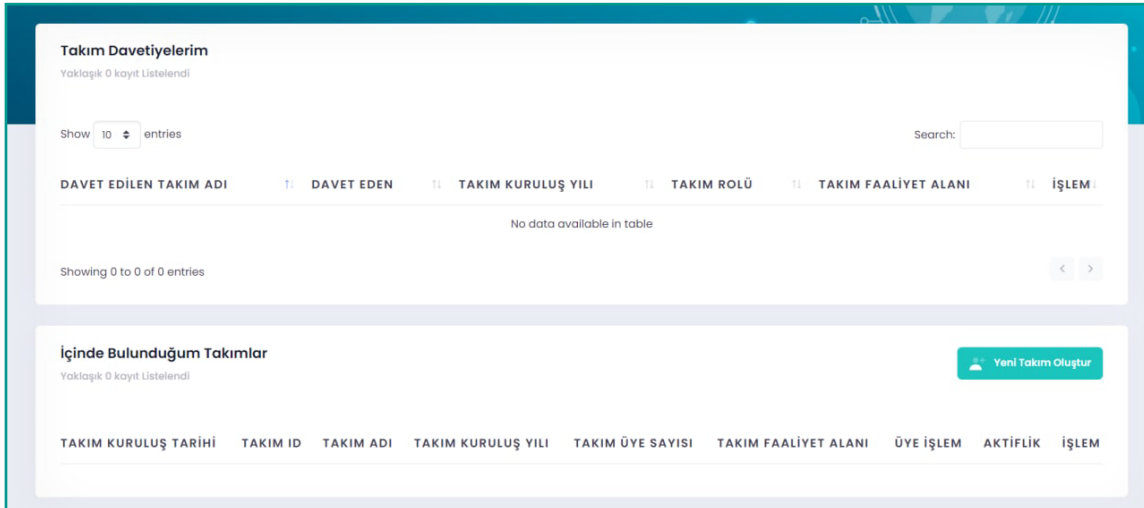 Takım Davetiyelerim
Yaklaşık 0 kayıt Listelendi
Show 10 entries Search:
DAVET EDİLEN TAKIM ADI DAVET EDEN TAKIM KURULUŞ YILI TAKIM ROLÜ TAKIM FAALİYET ALANI İŞLEM
No data available in table
Showing 0 to 0 of 0 entries
İçinde Bulunduğum Takımlar
Yeni Takım Oluştur
Yaklaşık 0 kayıt Listelendi
TAKIM KURULUŞ TARİHİ TAKIM ID TAKIM ADI TAKIM KURULUŞ YILI TAKIM ÜYE SAYISI TAKIM FAALİYET ALANI ÜYE İŞLEM AKTİFLİK İŞLEM